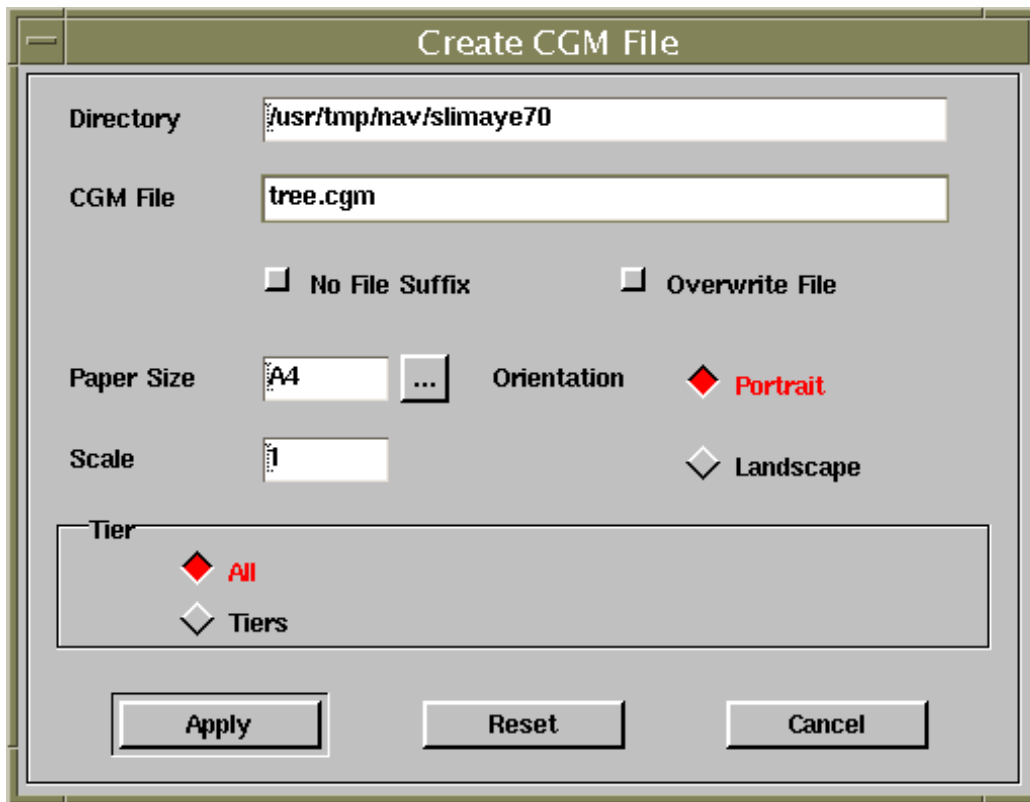 Create CGM File
Directory /usr/tmp/nav/slimaye70
CGM File tree.cgm
No File Suffix Overwrite File
Paper Size A4 ... Orientation Portrait
Scale 1 Landscape
Tier
All
Tiers
Apply Reset Cancel